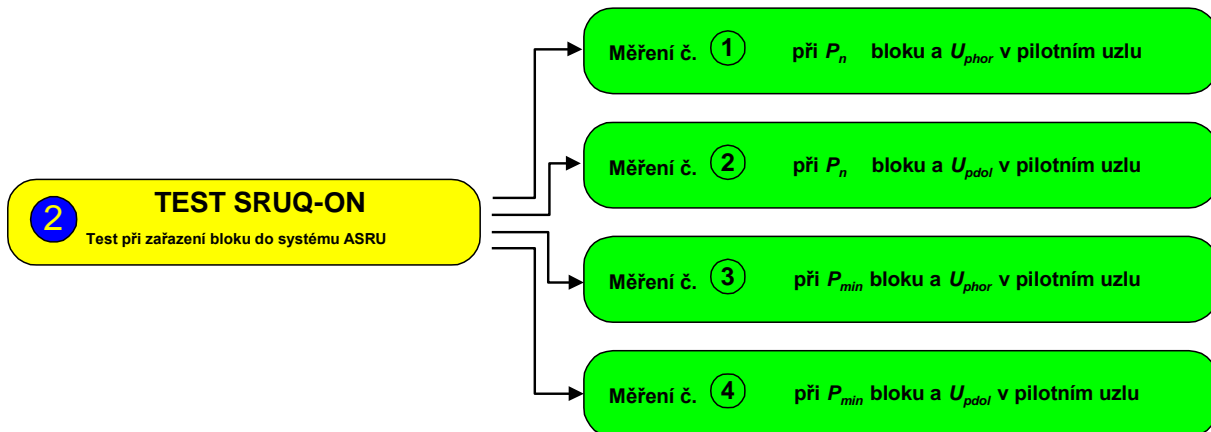 Měření č. 1 při Pn bloku a Uphor v pilotním uzlu
Měření č. 2 při Pn bloku a Updol v pilotním uzlu
2 TEST SRUQ-ON
Test při zařazení bloku do systému ASRU
Měření č. 3 při Pmin bloku a Uphor v pilotním uzlu
Měření č. 4 při Pmin bloku a Updol v pilotním uzlu